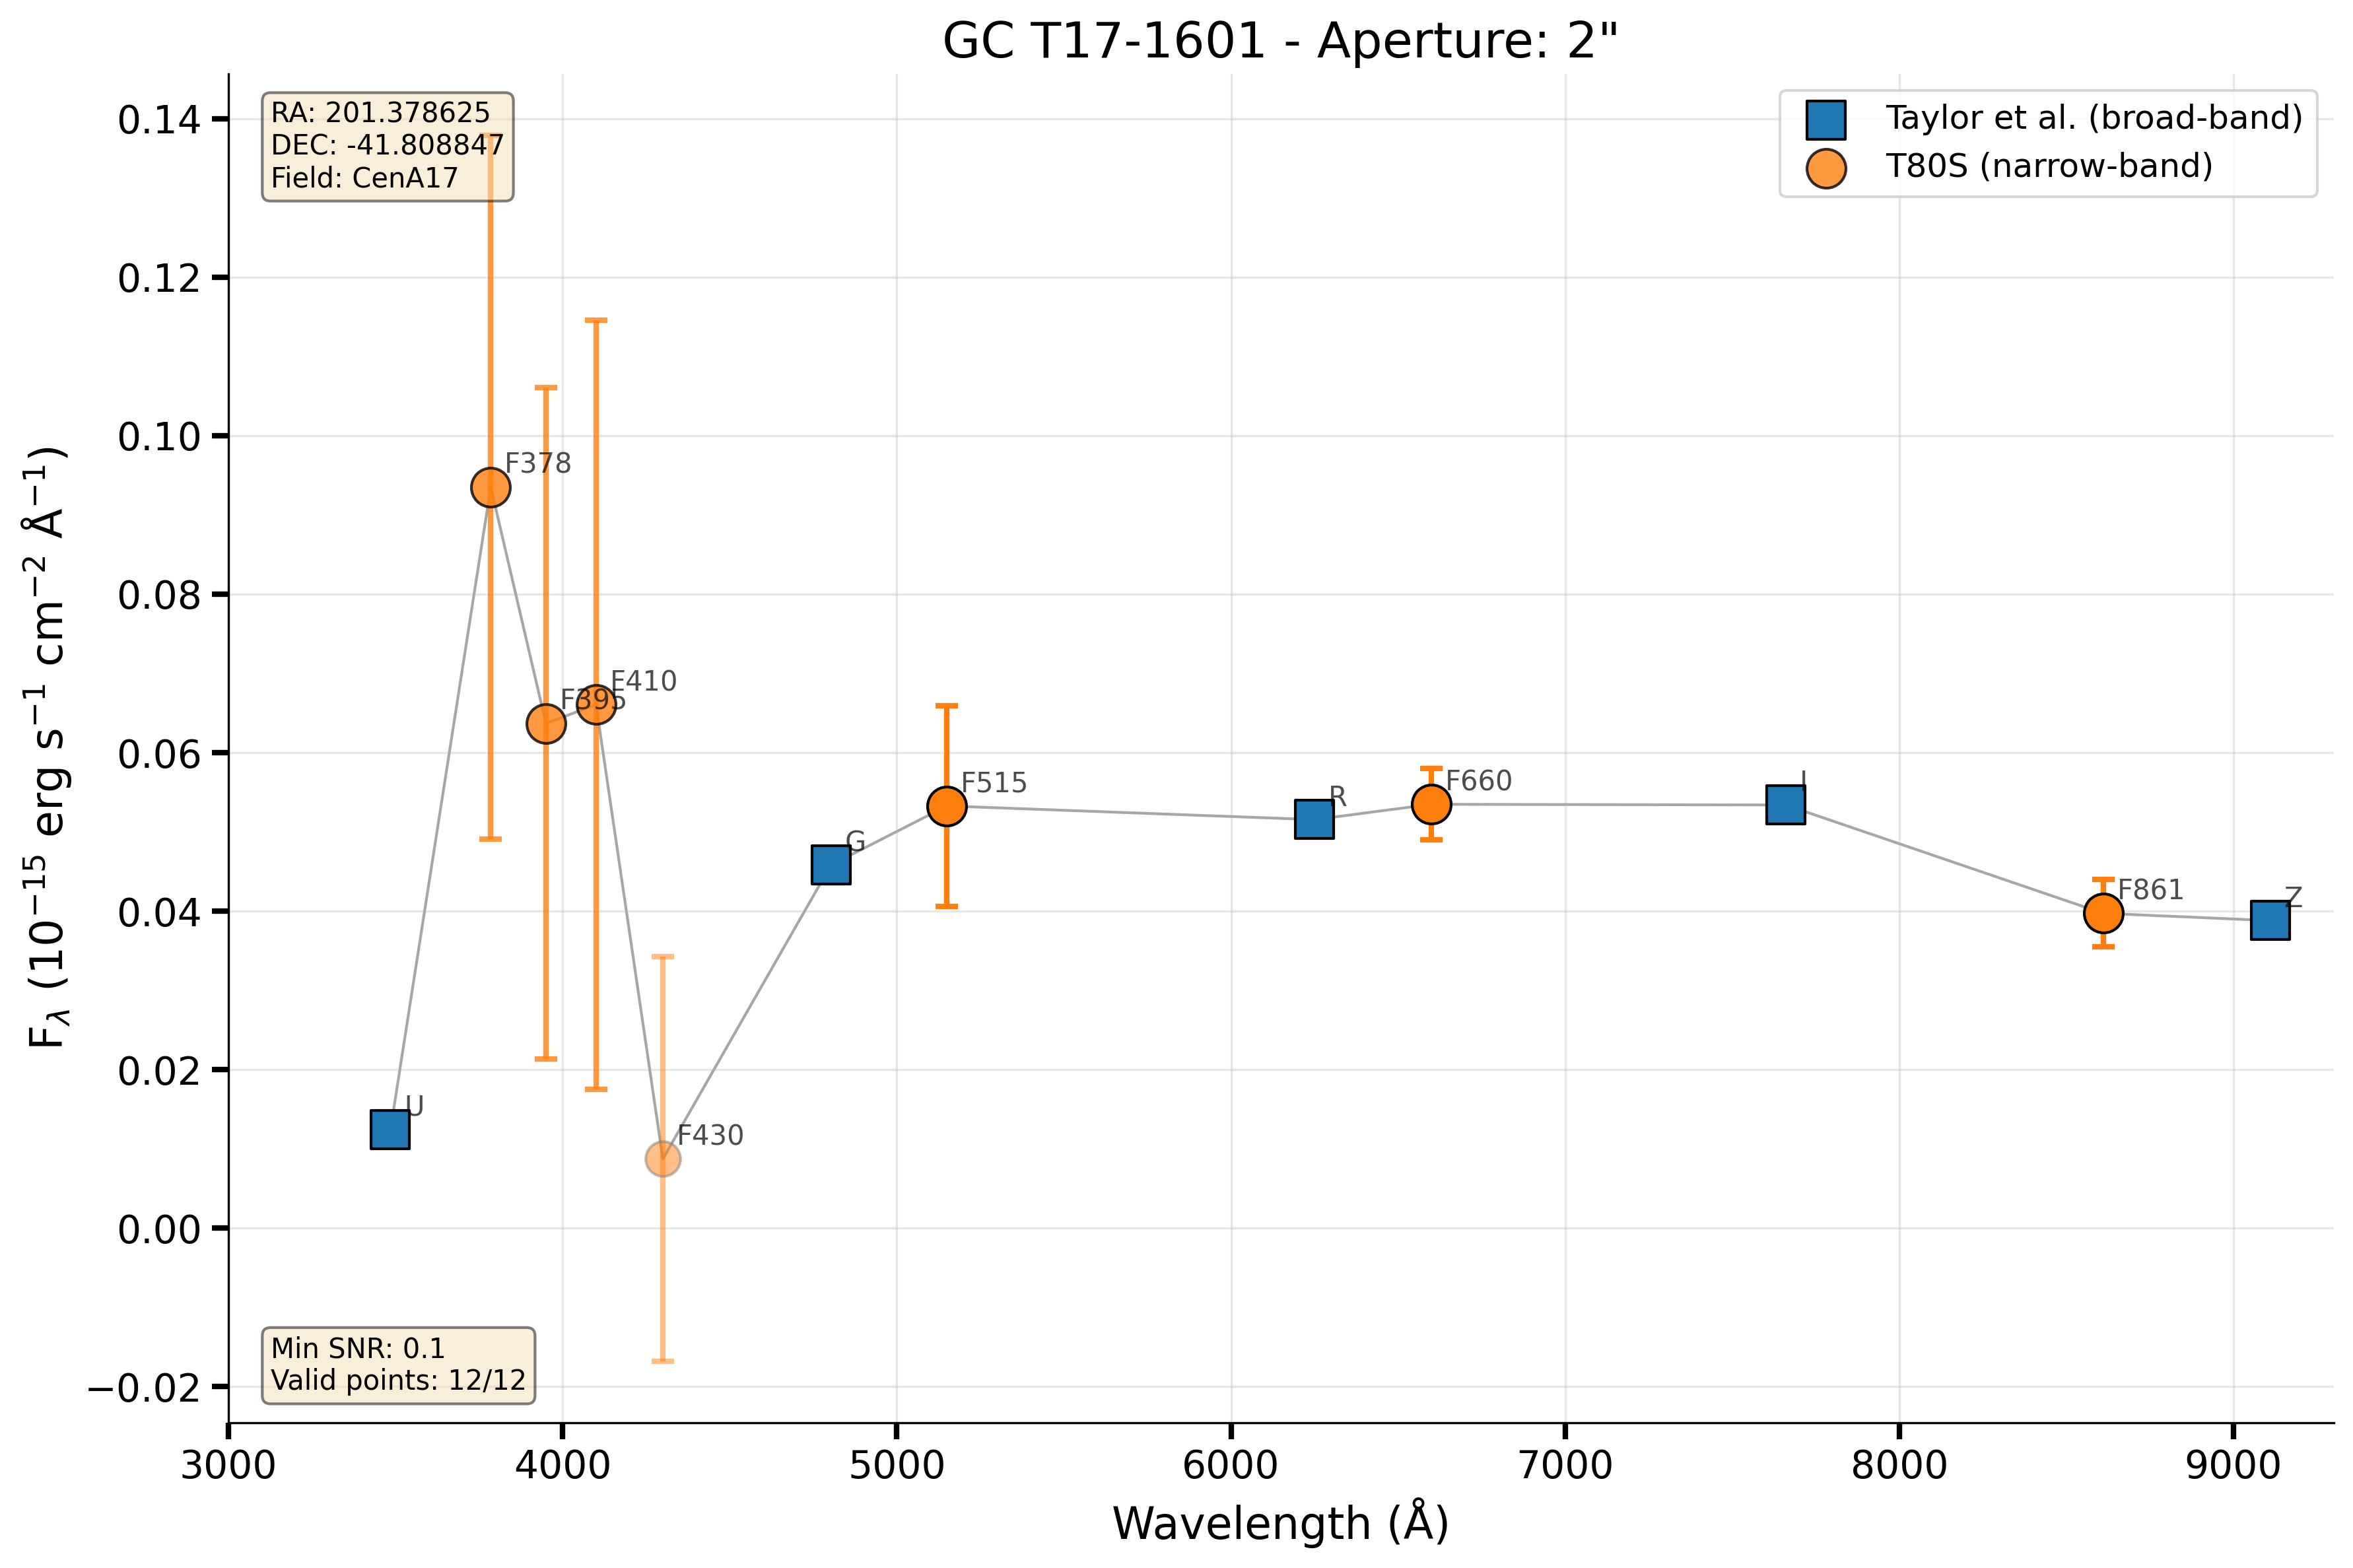 GC T17-1601 - Aperture: 2"
RA: 201.378625
DEC: -41.808847
Field: CenA17
Taylor et al. (broad-band)
T80S (narrow-band)
0.14
0.12
0.10
0.08
0.06
0.04
0.02
0.00
−0.02
F_λ (10⁻¹⁵ erg s⁻¹ cm⁻² Å⁻¹)
F378
F410
F395
F515
R
F660
I
G
F861
Z
U
F430
Min SNR: 0.1
Valid points: 12/12
3000 4000 5000 6000 7000 8000 9000
Wavelength (Å)